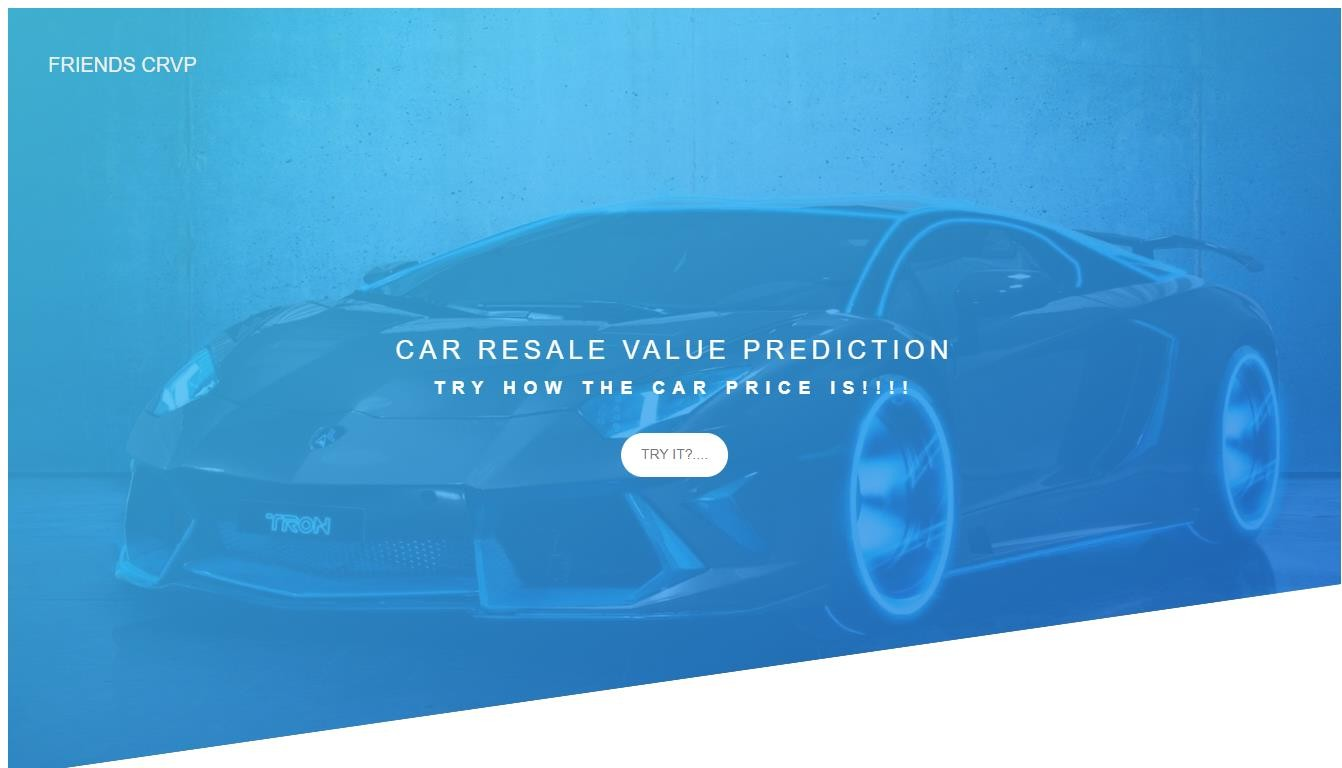 FRIENDS CRVP
CAR RESALE VALUE PREDICTION
TRY HOW THE CAR PRICE IS!!!!
TRY IT?....
TRON